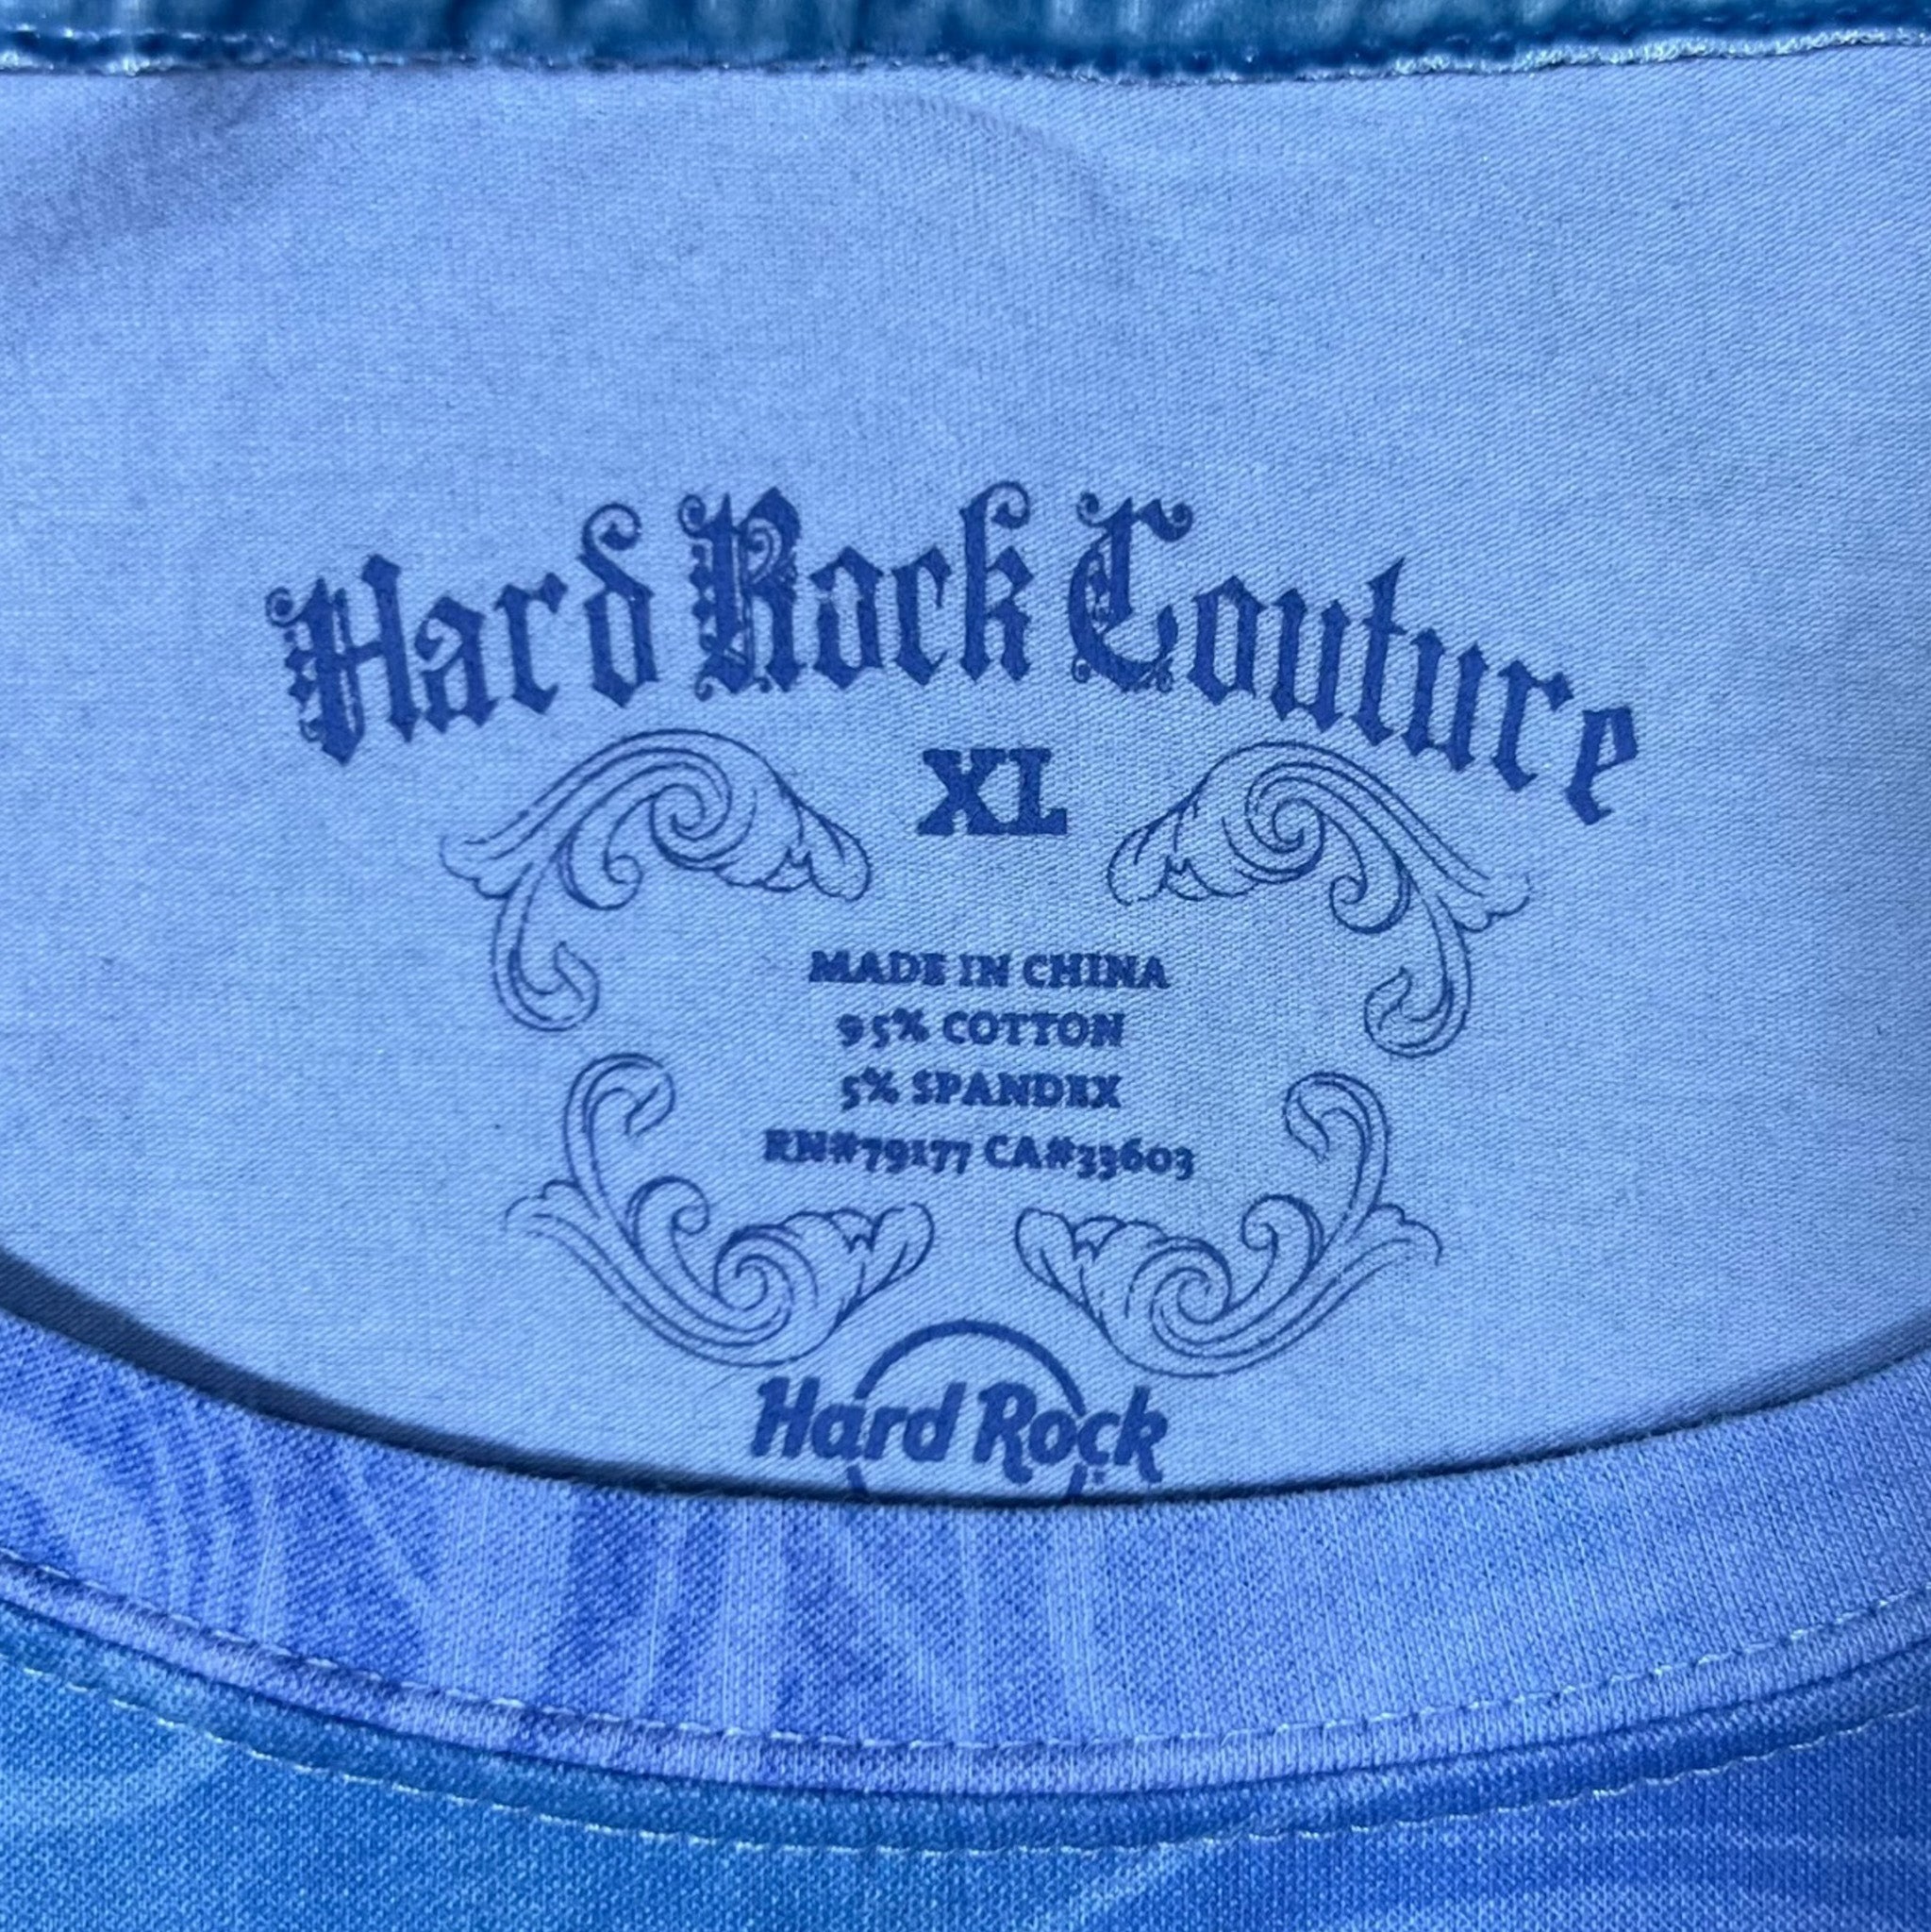 Hard Rock Couture
XL
MADE IN CHINA
95% COTTON
5% SPANDEX
RN#79177 CA#33603
Hard Rock